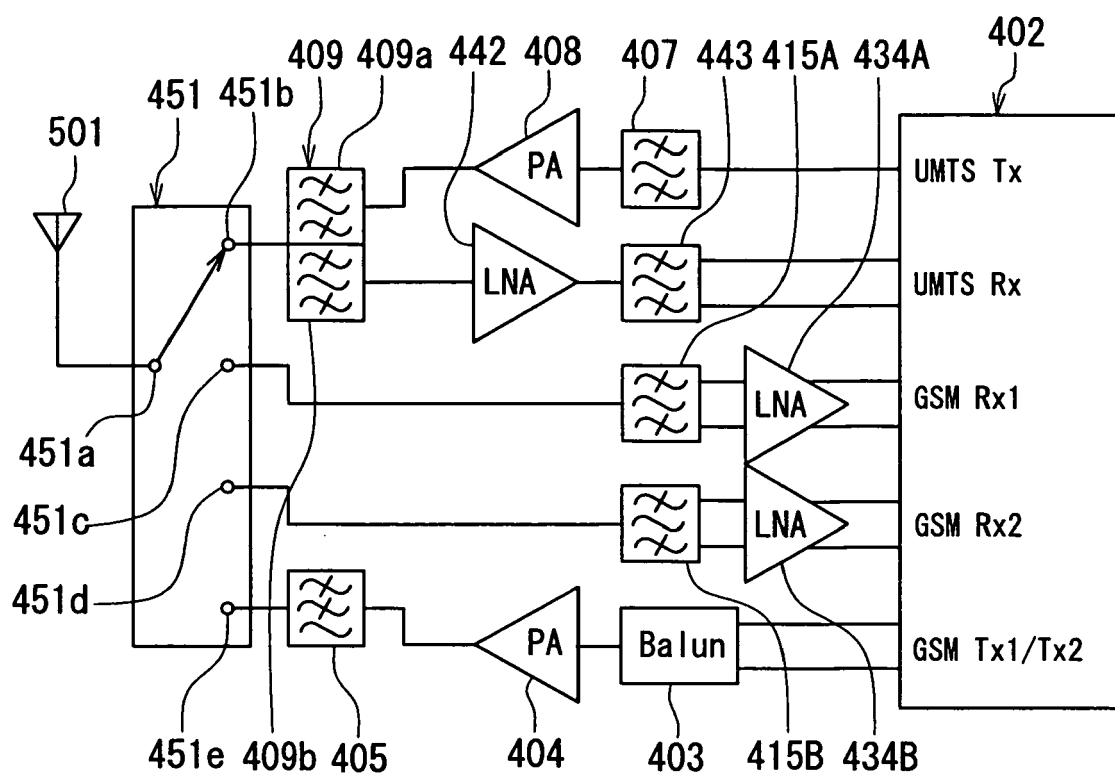 442
408
409 409a
407
443 415A 434A
402
451 451b
501
PA
UMTS Tx
LNA
UMTS Rx
LNA
GSM Rx1
451a
451c
LNA
GSM Rx2
451d
PA
Balun
GSM Tx1/Tx2
451e
409b
405
404
403
415B
434B